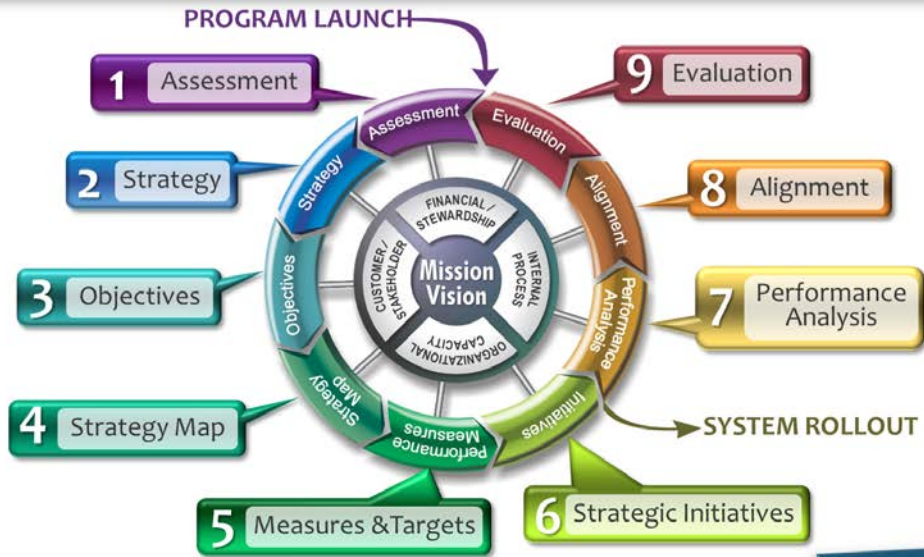 PROGRAM LAUNCH
1 Assessment
2 Strategy
3 Objectives
4 Strategy Map
5 Measures &Targets
6 Strategic Initiatives
7 Performance
Analysis
8 Alignment
9 Evaluation
SYSTEM ROLLOUT
Assessment
Strategy
Objectives
Strategy
Map
Performance
Measures
Initiatives
Performance
Analysis
Alignment
Evaluation
FINANCIAL/
STEWARDSHIP
CUSTOMER/
STAKEHOLDER
INTERNAL
PROCESS
ORGANIZATIONAL
CAPACITY
Mission
Vision